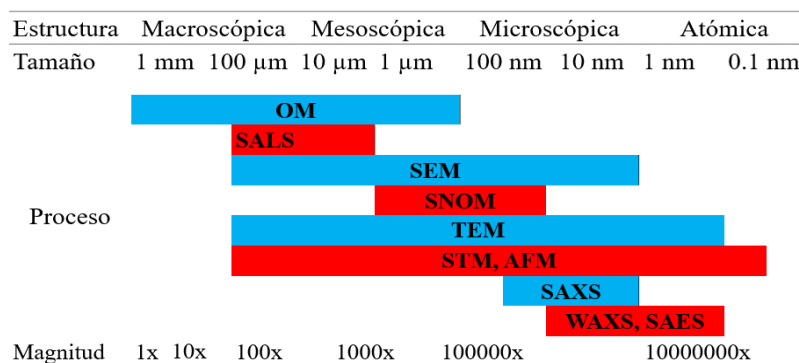 Estructura Macroscópica Mesoscópica Microscópica Atómica
Tamaño 1 mm 100 µm 10 µm 1 µm 100 nm 10 nm 1 nm 0.1 nm
OM
SALS
SEM
SNOM
Proceso
TEM
STM, AFM
SAXS
WAXS, SAES
Magnitud 1x 10x 100x 1000x 100000x 10000000x